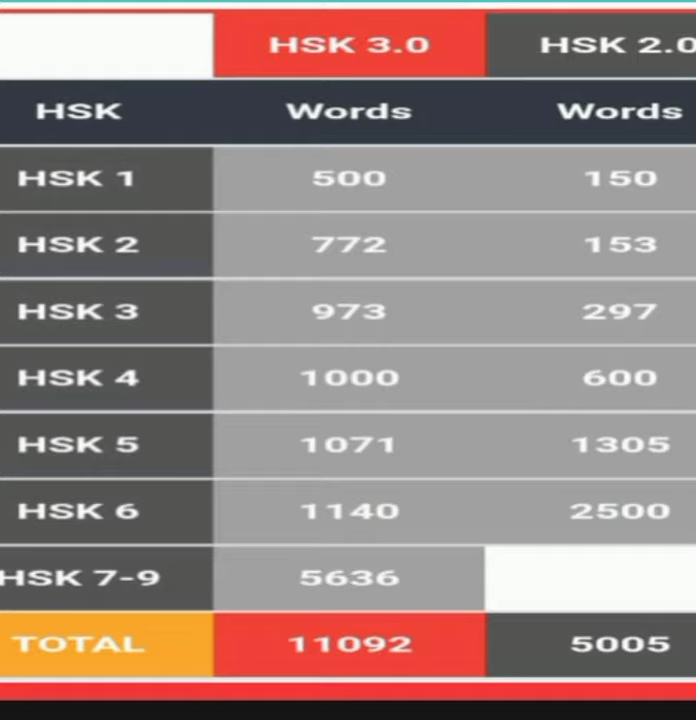 HSK 3.0 HSK 2.0
HSK Words Words
HSK 1 500 150
HSK 2 772 153
HSK 3 973 297
HSK 4 1000 600
HSK 5 1071 1305
HSK 6 1140 2500
HSK 7-9 5636
TOTAL 11092 5005